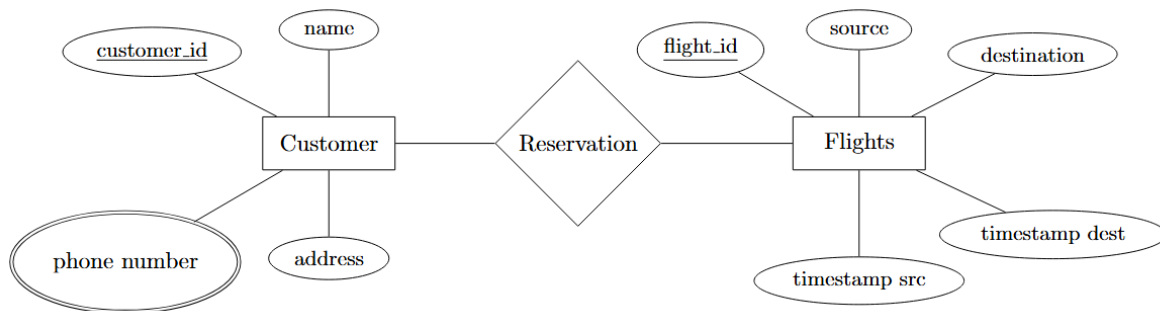 name
source
customer_id
flight_id
destination
Customer
Reservation
Flights
phone number
address
timestamp src
timestamp dest